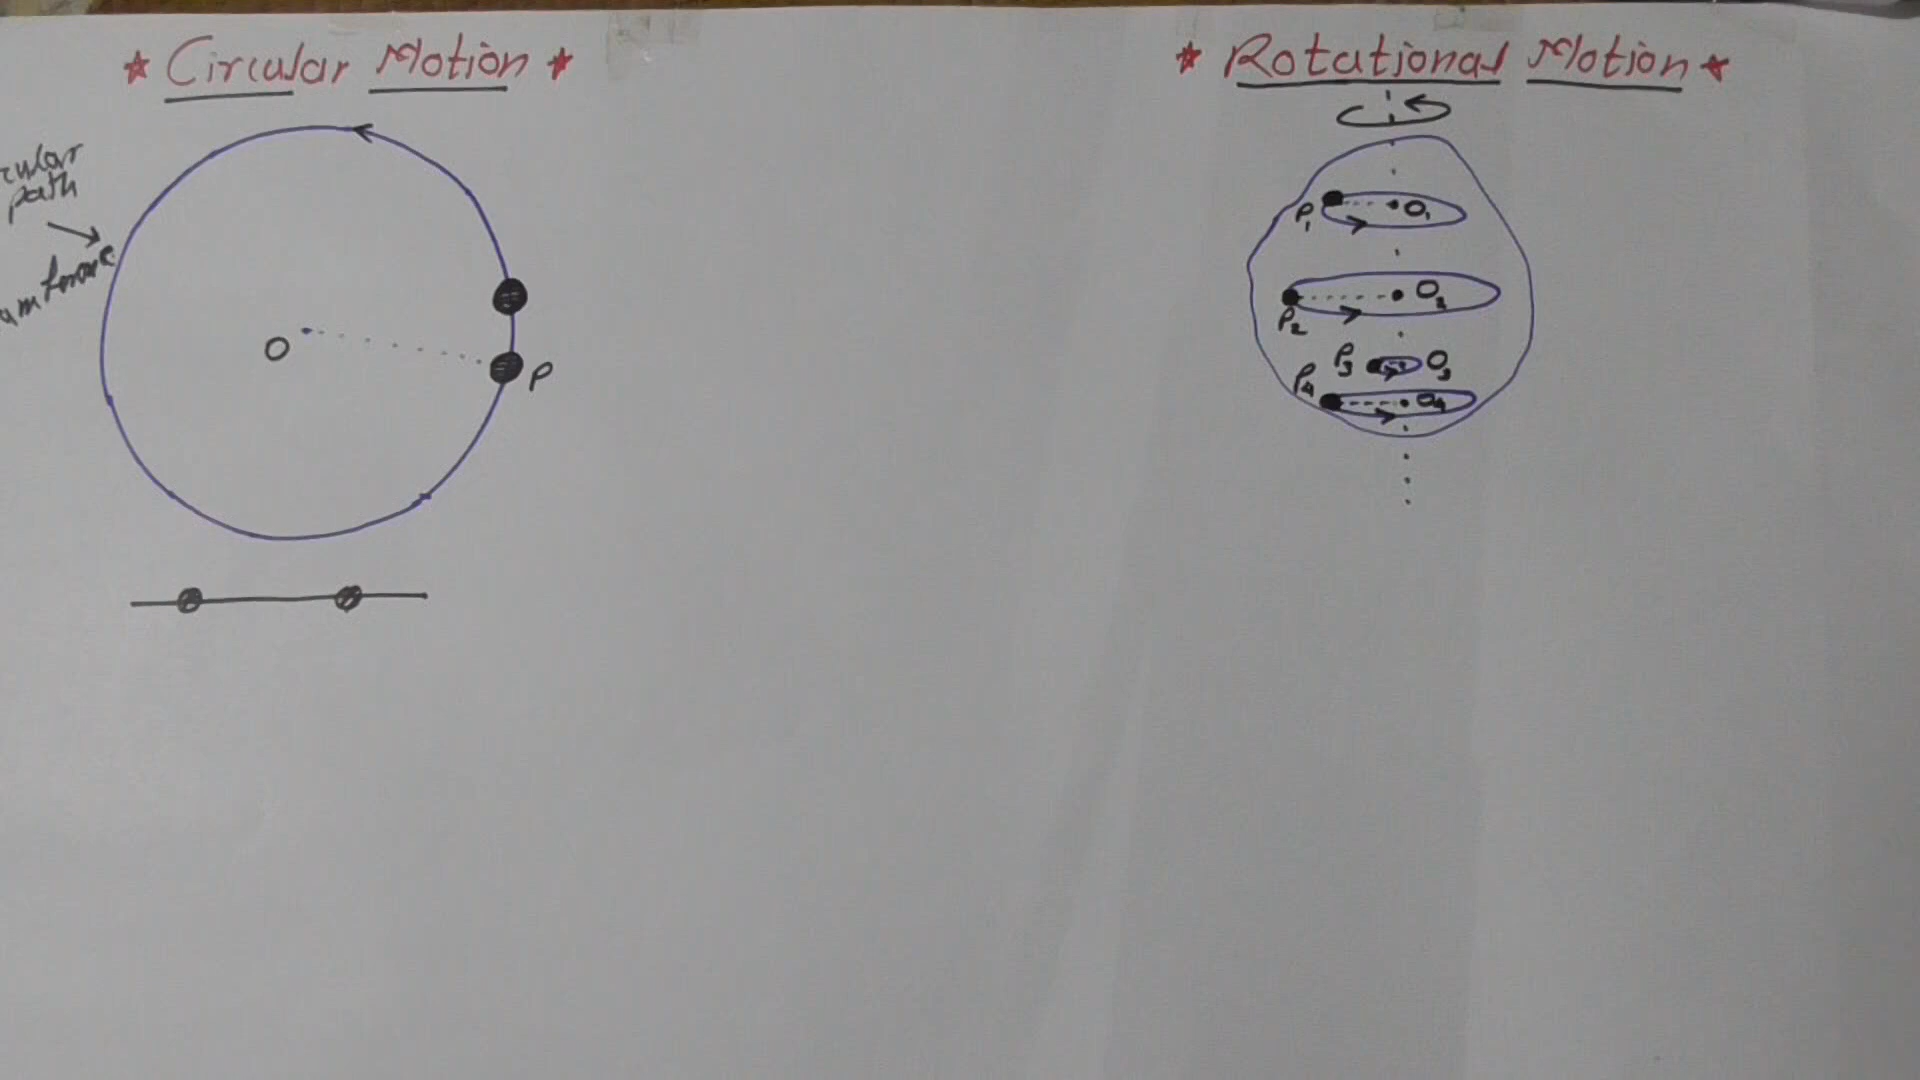 * Circular Motion *
path
O
P
* Rotational Motion *
P1
O1
O2
P2
P3
O3
P4
O4